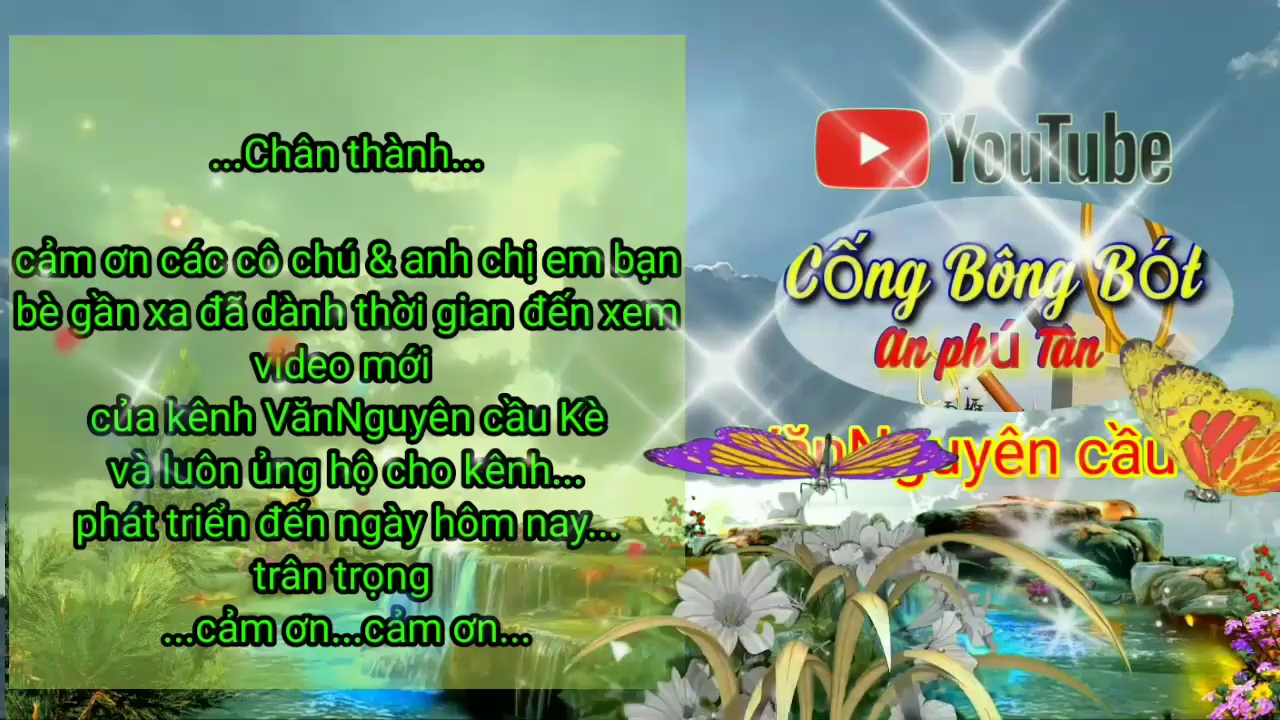 ...Chân thành...
cảm ơn các cô chú & anh chị em bạn
bè gần xa đã dành thời gian đến xem
video mới
của kênh VănNguyên cầu Kè
và luôn ủng hộ cho kênh...
phát triển đến ngày hôm nay...
trân trọng
...cảm ơn...cảm ơn...
YouTube
Cống Bông Bót
An phú Tân
VănNguyên cầu